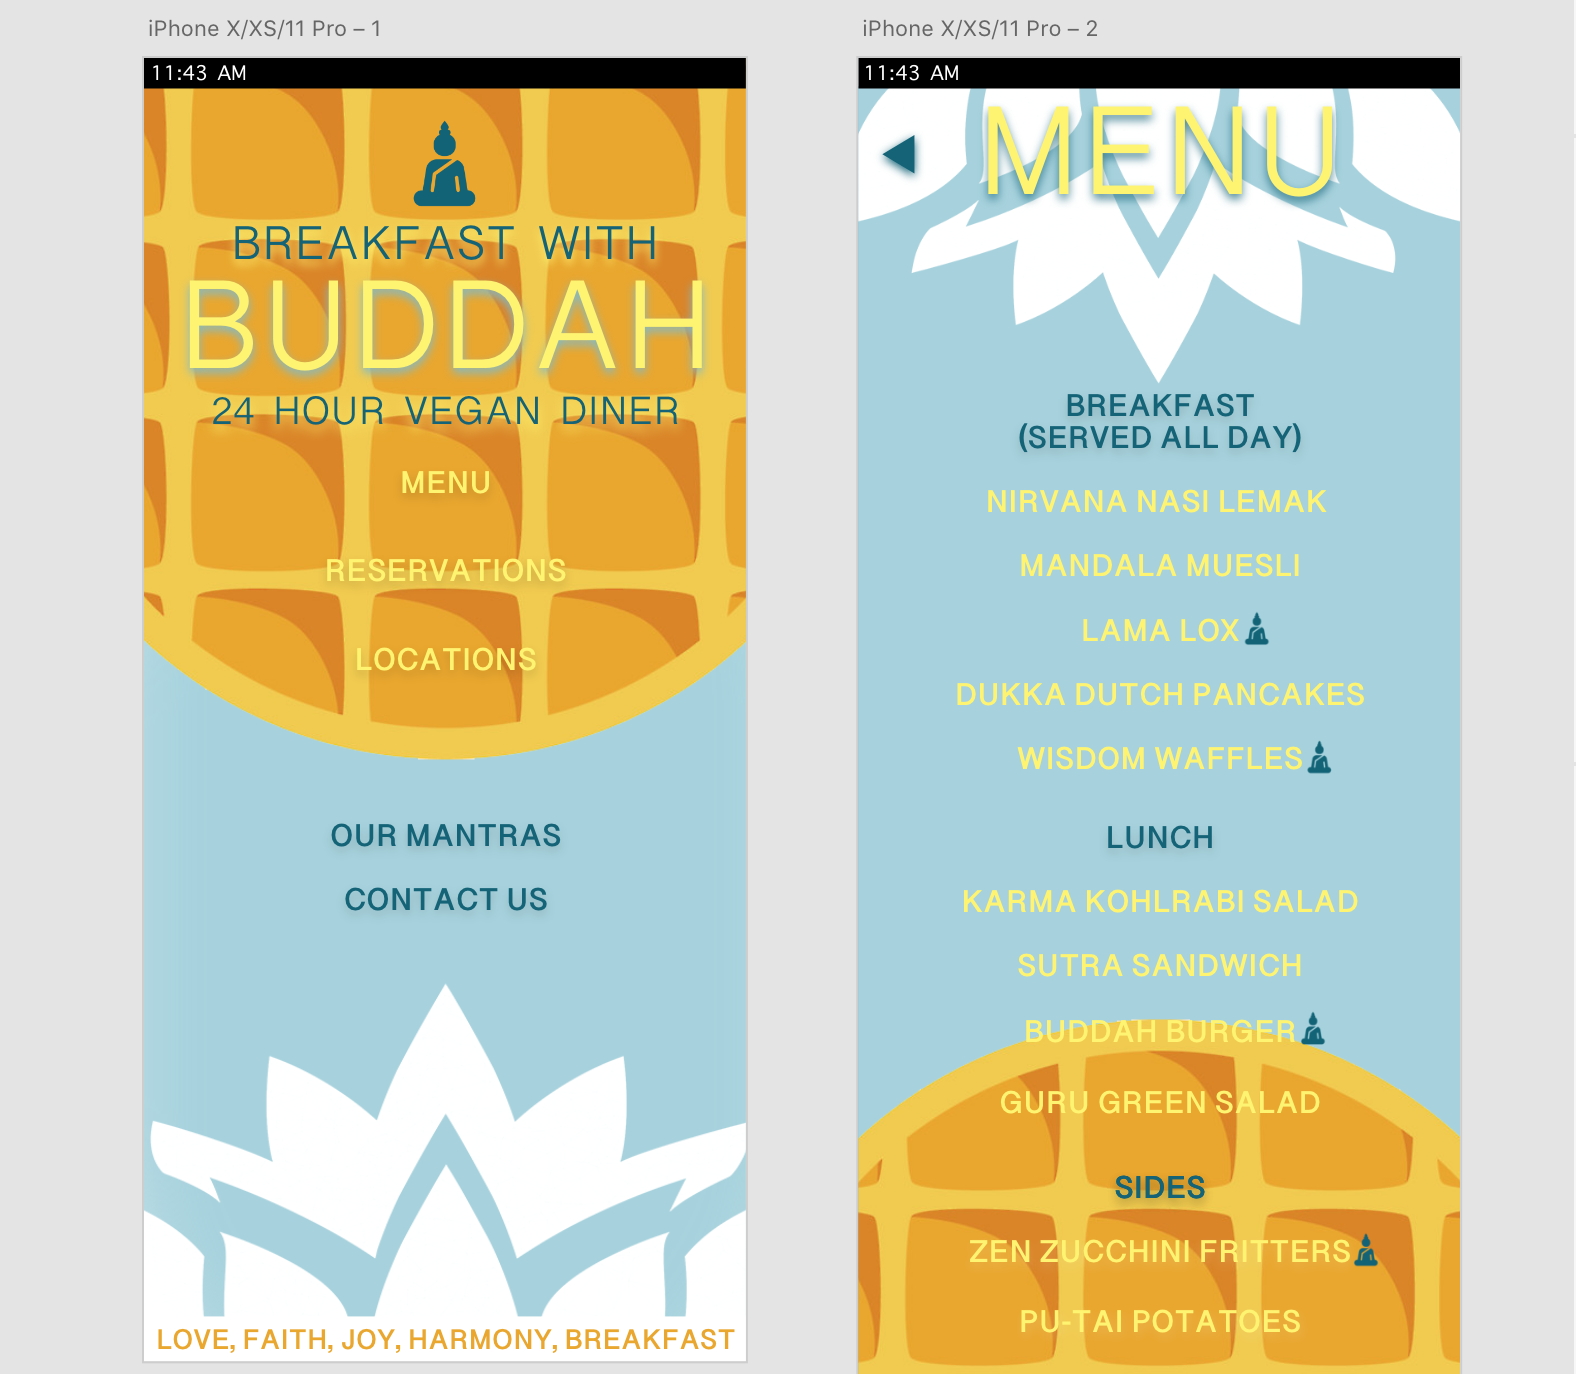 iPhone X/XS/11 Pro – 1
11:43 AM
BREAKFAST WITH
BUDDAH
24 HOUR VEGAN DINER
MENU
RESERVATIONS
LOCATIONS
OUR MANTRAS
CONTACT US
LOVE, FAITH, JOY, HARMONY, BREAKFAST
iPhone X/XS/11 Pro – 2
11:43 AM
MENU
BREAKFAST
(SERVED ALL DAY)
NIRVANA NASI LEMAK
MANDALA MUESLI
LAMA LOX
DUKKA DUTCH PANCAKES
WISDOM WAFFLES
LUNCH
KARMA KOHLRABI SALAD
SUTRA SANDWICH
BUDDAH BURGER
GURU GREEN SALAD
SIDES
ZEN ZUCCHINI FRITTERS
PU-TAI POTATOES